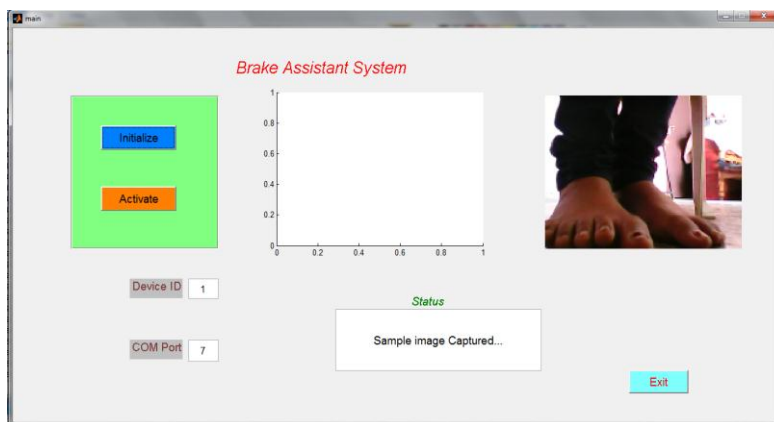 main
Brake Assistant System
Initialize
Activate
1
0.8
0.6
0.4
0.2
0
0 0.2 0.4 0.6 0.8 1
Device ID 1
COM Port 7
Status
Sample image Captured...
Exit